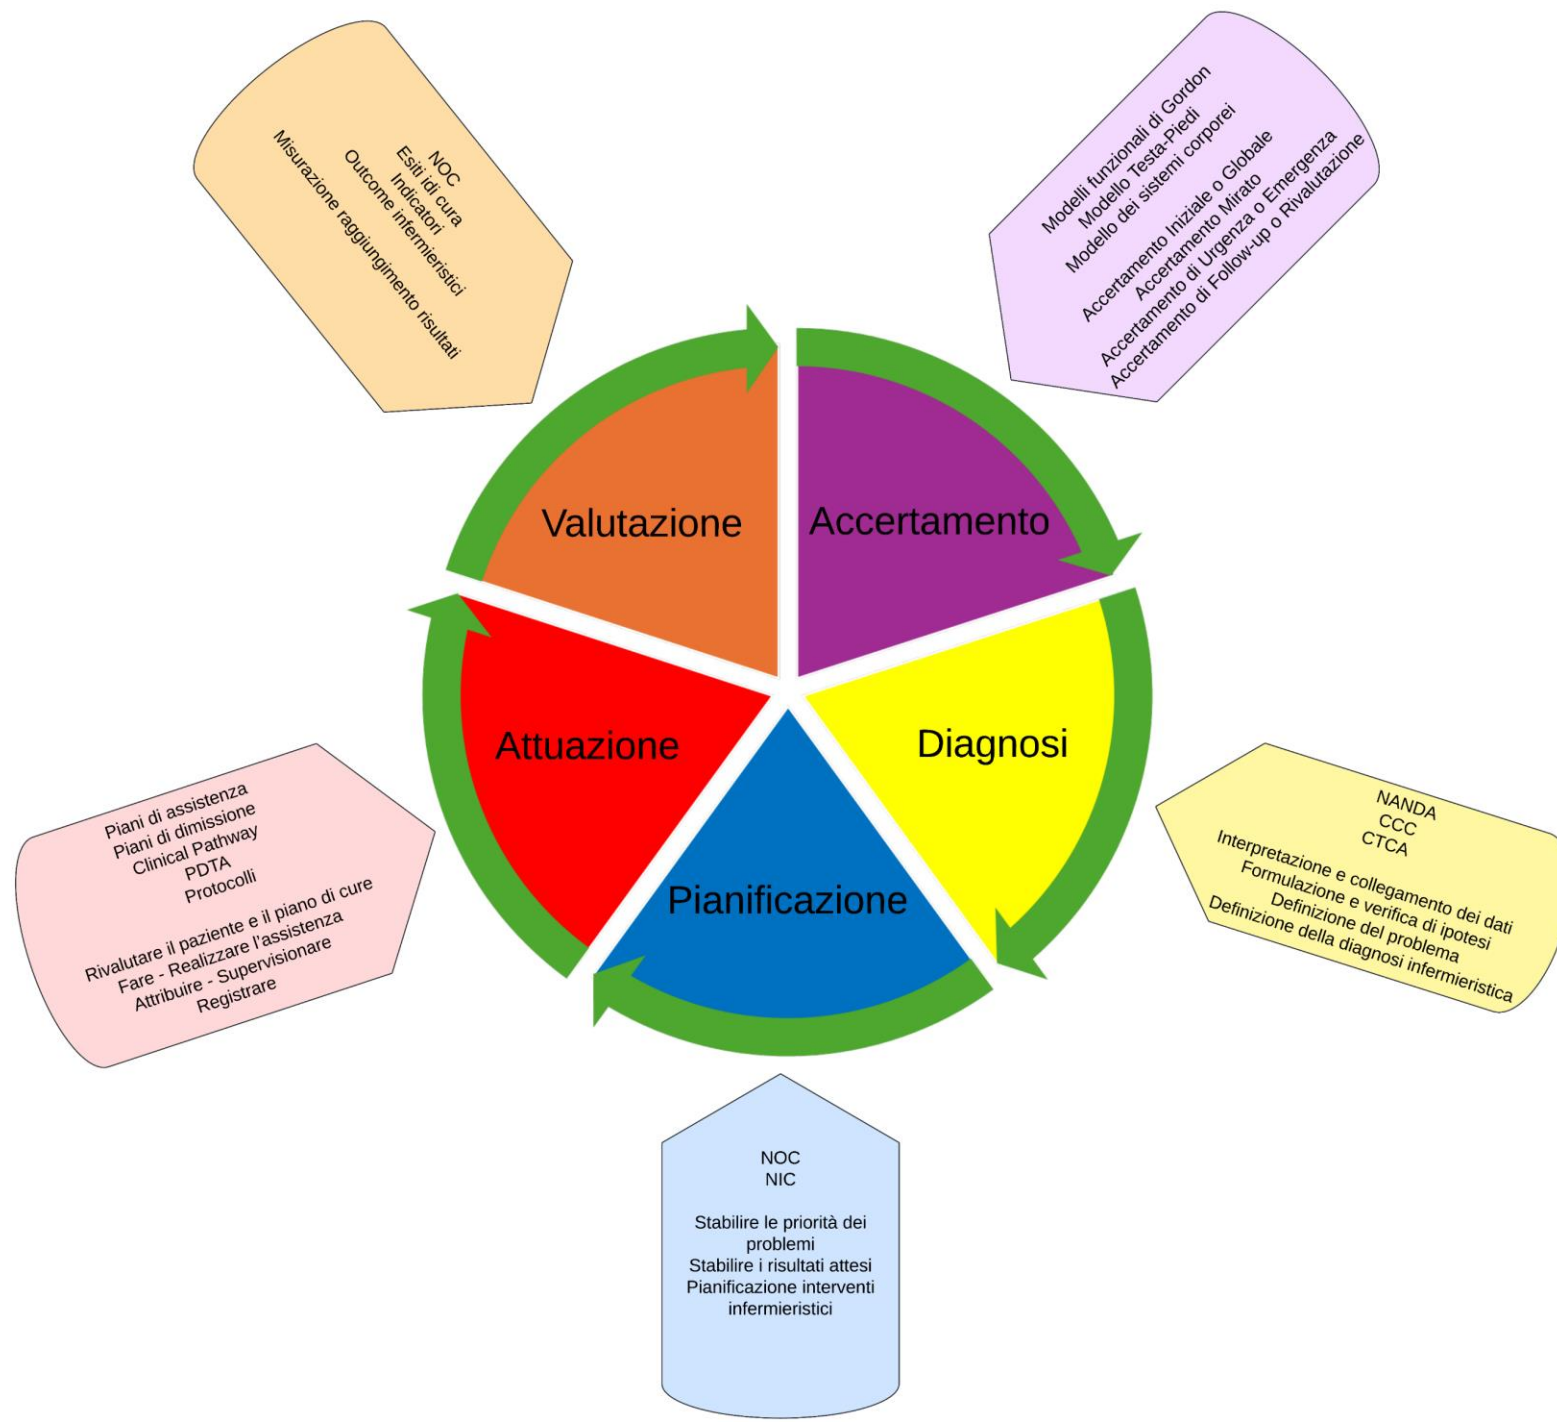 NOC
Esiti idi cura
Indicatori
Outcome infermieristici
Misurazione raggiungimento risultati
Modelli funzionali di Gordon
Modello Testa-Piedi
Modello dei sistemi corporei
Accertamento Iniziale o Globale
Accertamento Mirato
Accertamento di Urgenza o Emergenza
Accertamento di Follow-up o Rivalutazione
Valutazione
Accertamento
Attuazione
Diagnosi
Pianificazione
Piani di assistenza
Piani di dimissione
Clinical Pathway
PDTA
Protocolli
Rivalutare il paziente e il piano di cure
Fare - Realizzare l'assistenza
Attribuire - Supervisionare
Registrare
NANDA
CCC
CTCA
Interpretazione e collegamento dei dati
Formulazione e verifica di ipotesi
Definizione del problema
Definizione della diagnosi infermieristica
NOC
NIC
Stabilire le priorità dei
problemi
Stabilire i risultati attesi
Pianificazione interventi
infermieristici